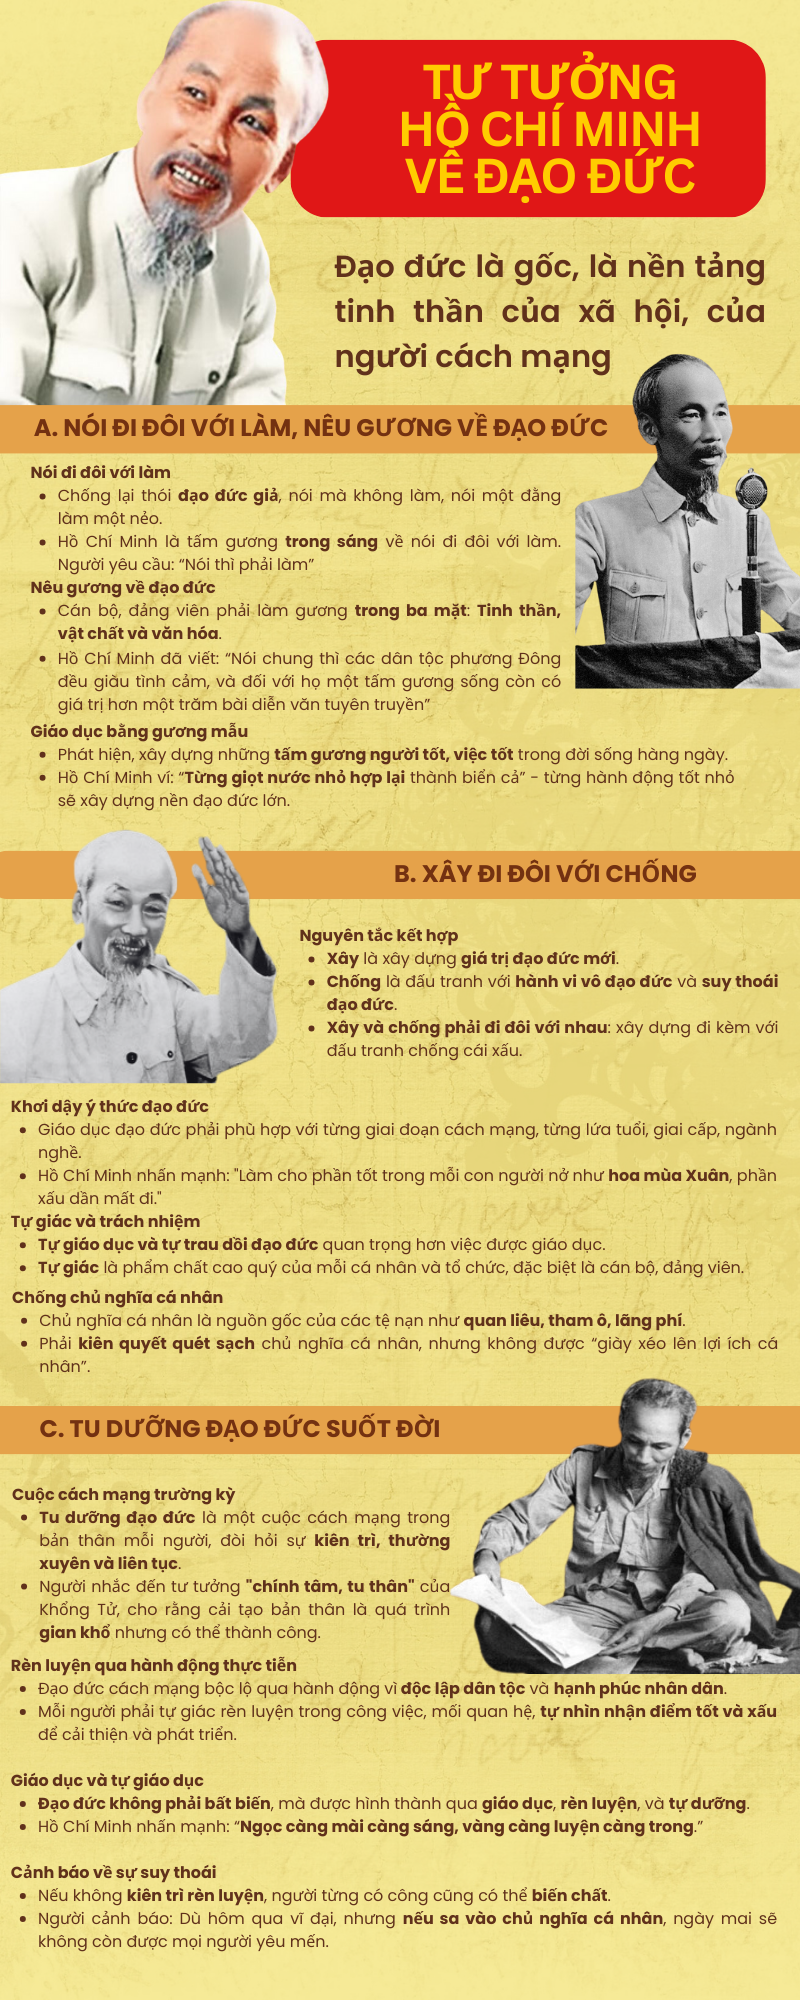 TƯ TƯỞNG
HỒ CHÍ MINH
VỀ ĐẠO ĐỨC
Đạo đức là gốc, là nền tảng
tinh thần của xã hội, của
người cách mạng
A. NÓI ĐI ĐÔI VỚI LÀM, NÊU GƯƠNG VỀ ĐẠO ĐỨC
Nói đi đôi với làm
• Chống lại thói đạo đức giả, nói mà không làm, nói một đằng
làm một nẻo.
• Hồ Chí Minh là tấm gương trong sáng về nói đi đôi với làm.
Người yêu cầu: “Nói thì phải làm”
Nêu gương về đạo đức
• Cán bộ, đảng viên phải làm gương trong ba mặt: Tinh thần,
vật chất và văn hóa.
• Hồ Chí Minh đã viết: “Nói chung thì các dân tộc phương Đông
đều giàu tình cảm, và đối với họ một tấm gương sống còn có
giá trị hơn một trăm bài diễn văn tuyên truyền”
Giáo dục bằng gương mẫu
• Phát hiện, xây dựng những tấm gương người tốt, việc tốt trong đời sống hàng ngày.
• Hồ Chí Minh ví: “Từng giọt nước nhỏ hợp lại thành biển cả” - từng hành động tốt nhỏ
sẽ xây dựng nền đạo đức lớn.
B. XÂY ĐI ĐÔI VỚI CHỐNG
Nguyên tắc kết hợp
• Xây là xây dựng giá trị đạo đức mới.
• Chống là đấu tranh với hành vi vô đạo đức và suy thoái
đạo đức.
• Xây và chống phải đi đôi với nhau: xây dựng đi kèm với
đấu tranh chống cái xấu.
Khơi dậy ý thức đạo đức
• Giáo dục đạo đức phải phù hợp với từng giai đoạn cách mạng, từng lứa tuổi, giai cấp, ngành
nghề.
• Hồ Chí Minh nhấn mạnh: "Làm cho phần tốt trong mỗi con người nở như hoa mùa Xuân, phần
xấu dần mất đi."
Tự giác và trách nhiệm
• Tự giáo dục và tự trau dồi đạo đức quan trọng hơn việc được giáo dục.
• Tự giác là phẩm chất cao quý của mỗi cá nhân và tổ chức, đặc biệt là cán bộ, đảng viên.
Chống chủ nghĩa cá nhân
• Chủ nghĩa cá nhân là nguồn gốc của các tệ nạn như quan liêu, tham ô, lãng phí.
• Phải kiên quyết quét sạch chủ nghĩa cá nhân, nhưng không được “giày xéo lên lợi ích cá
nhân”.
C. TU DƯỠNG ĐẠO ĐỨC SUỐT ĐỜI
Cuộc cách mạng trường kỳ
• Tu dưỡng đạo đức là một cuộc cách mạng trong
bản thân mỗi người, đòi hỏi sự kiên trì, thường
xuyên và liên tục.
• Người nhắc đến tư tưởng "chính tâm, tu thân" của
Khổng Tử, cho rằng cải tạo bản thân là quá trình
gian khổ nhưng có thể thành công.
Rèn luyện qua hành động thực tiễn
• Đạo đức cách mạng bộc lộ qua hành động vì độc lập dân tộc và hạnh phúc nhân dân.
• Mỗi người phải tự giác rèn luyện trong công việc, mối quan hệ, tự nhìn nhận điểm tốt và xấu
để cải thiện và phát triển.
Giáo dục và tự giáo dục
• Đạo đức không phải bất biến, mà được hình thành qua giáo dục, rèn luyện, và tự dưỡng.
• Hồ Chí Minh nhấn mạnh: “Ngọc càng mài càng sáng, vàng càng luyện càng trong.”
Cảnh báo về sự suy thoái
• Nếu không kiên trì rèn luyện, người từng có công cũng có thể biến chất.
• Người cảnh báo: Dù hôm qua vĩ đại, nhưng nếu sa vào chủ nghĩa cá nhân, ngày mai sẽ
không còn được mọi người yêu mến.